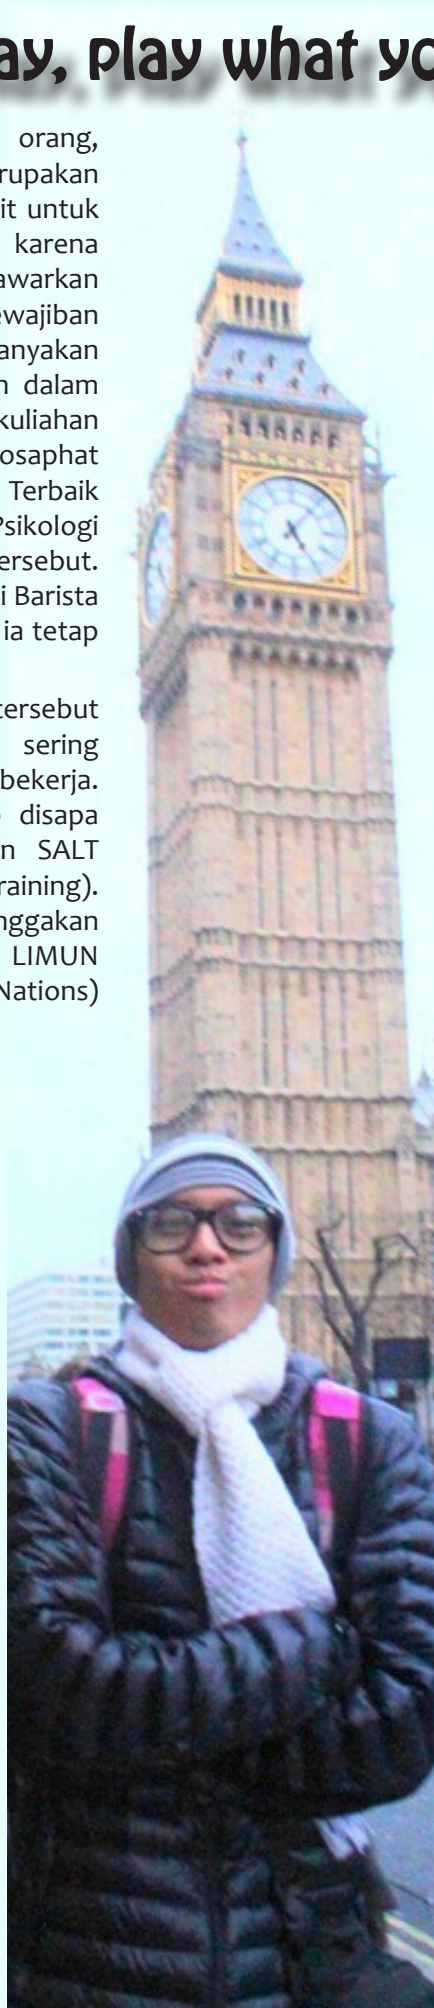 ay, play what yo
orang,
rupakan
it untuk
karena
awarkan
ewajiban
anyakan
n dalam
kuliahan
osaphat
Terbaik
Psikologi
ersebut.
i Barista
ia tetap
tersebut
sering
bekerja.
disapa
n SALT
raining).
nggakan
LIMUN
Nations)